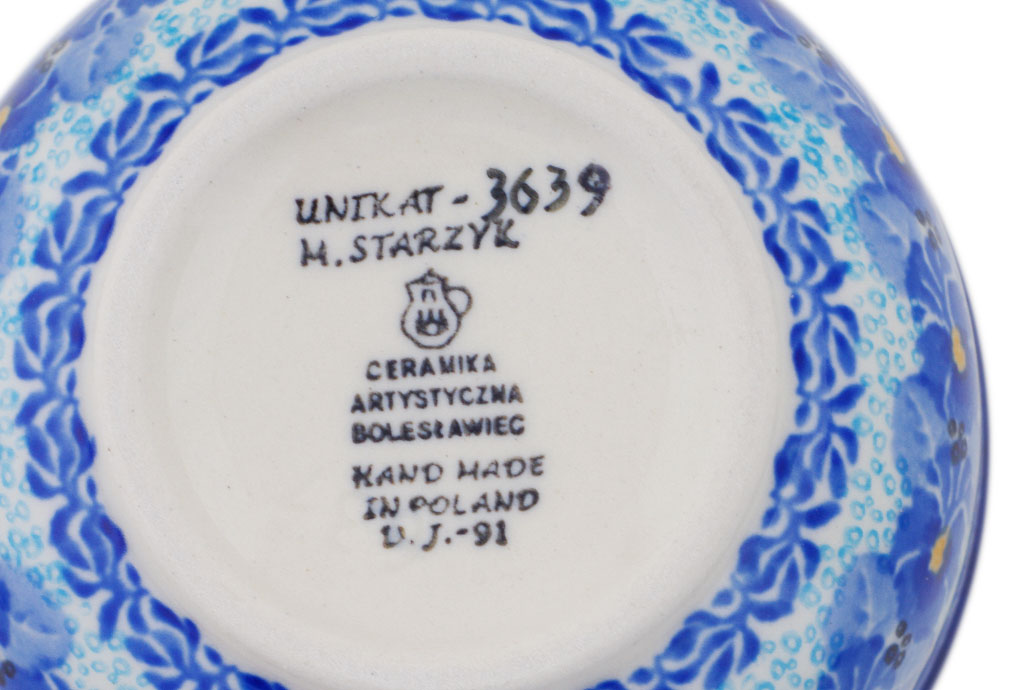 UNIKAT - 3639
M. STARZYK
CERAMIKA
ARTYSTYCZNA
BOLESŁAWIEC
HAND MADE
IN POLAND
D. J.-91